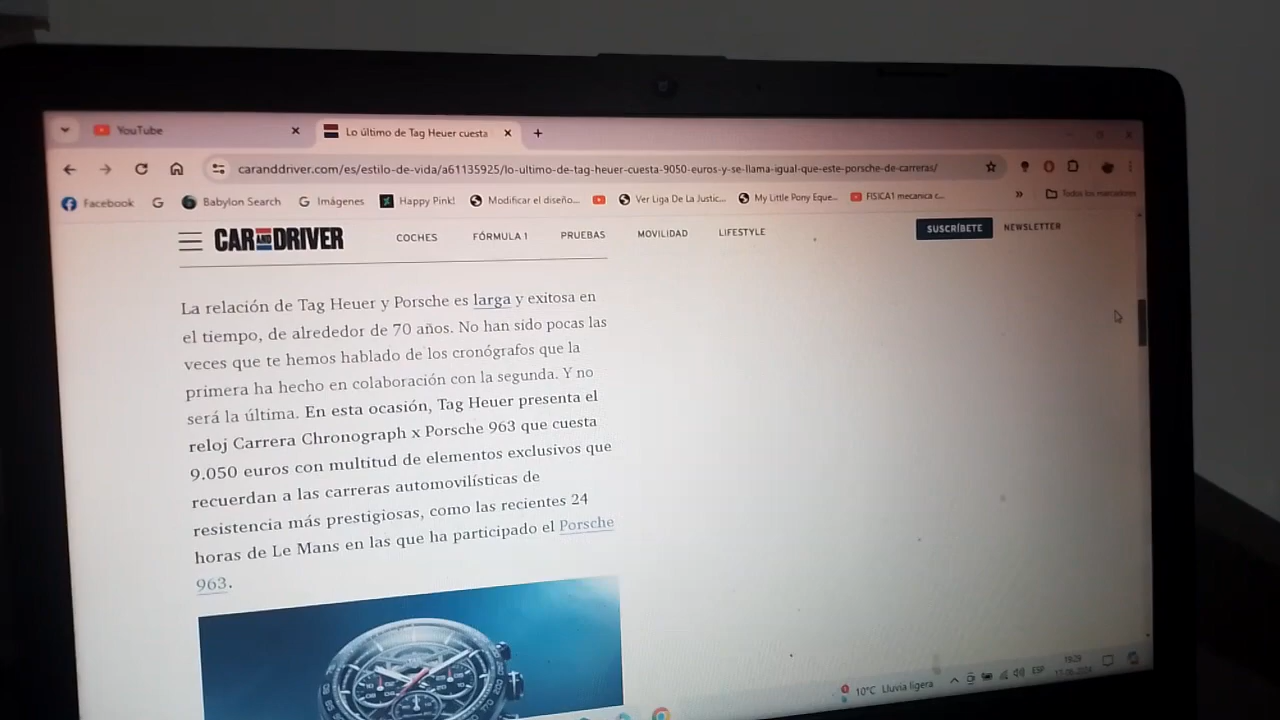 YouTube
Lo último de Tag Heuer cuesta
caranddriver.com/es/estilo-de-vida/a61135925/lo-ultimo-de-tag-heuer-cuesta-9050-euros-y-se-llama-igual-que-este-porsche-de-carreras/
Facebook
Babylon Search
Imágenes
Happy Pink!
Modificar el diseño...
Ver Liga De La Justic...
My Little Pony Eque...
FISICA1 mecanica c...
Todos los marcadores
CAR AND DRIVER
COCHES
FÓRMULA 1
PRUEBAS
MOVILIDAD
LIFESTYLE
SUSCRÍBETE
NEWSLETTER
La relación de Tag Heuer y Porsche es larga y exitosa en
el tiempo, de alrededor de 70 años. No han sido pocas las
veces que te hemos hablado de los cronógrafos que la
primera ha hecho en colaboración con la segunda. Y no
será la última. En esta ocasión, Tag Heuer presenta el
reloj Carrera Chronograph x Porsche 963 que cuesta
9.050 euros con multitud de elementos exclusivos que
recuerdan a las carreras automovilísticas de
resistencia más prestigiosas, como las recientes 24
horas de Le Mans en las que ha participado el Porsche
963.
10°C Lluvia ligera
ESP